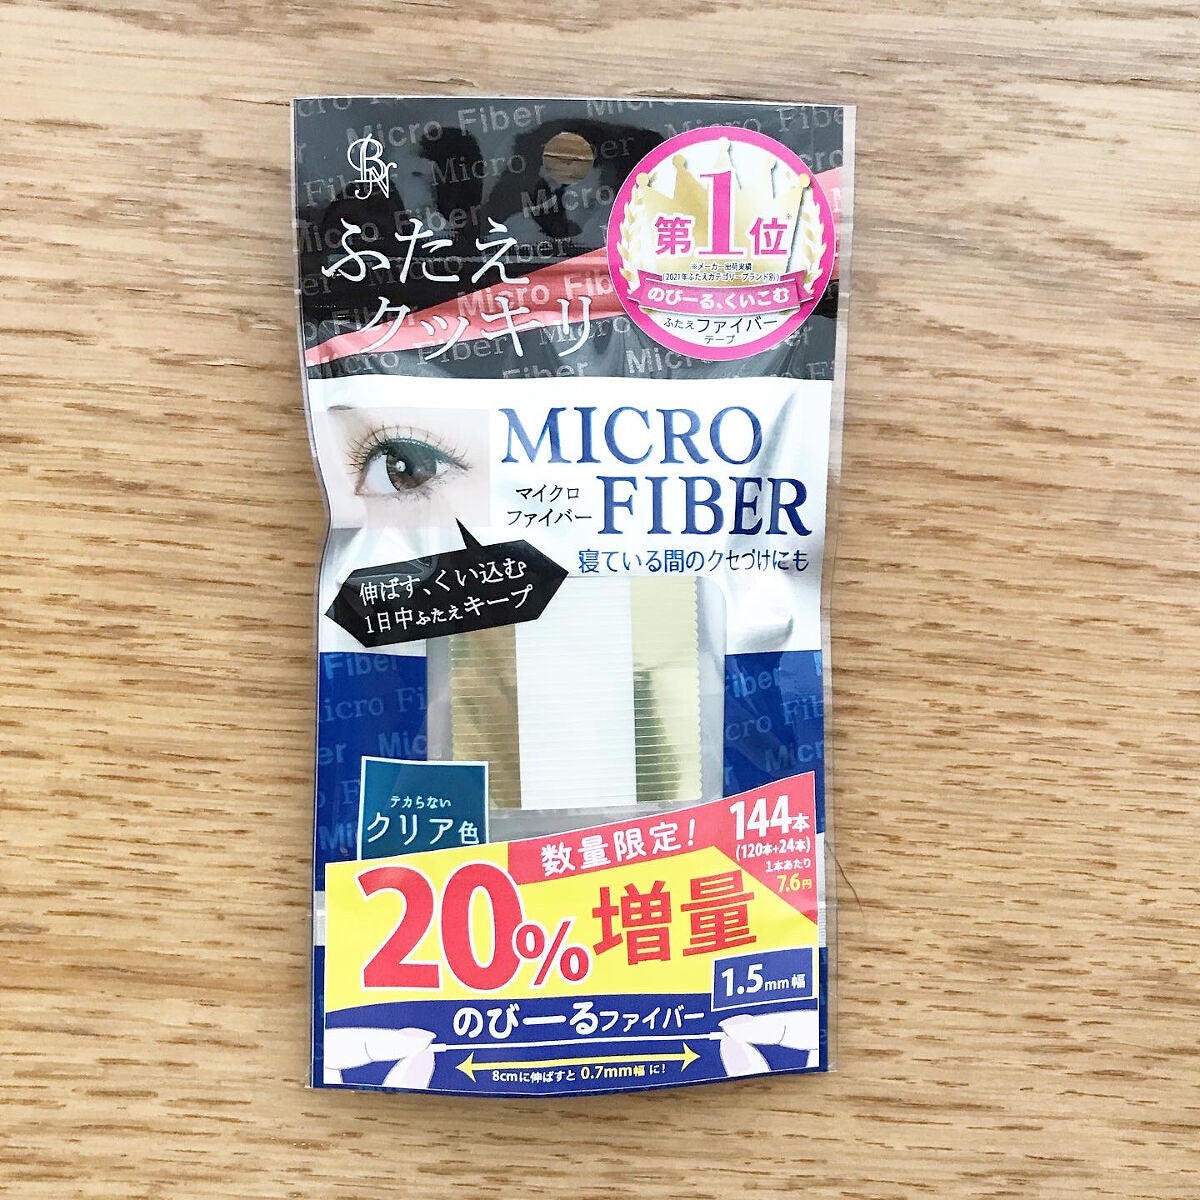 BN
ふたえ
クッキリ
第1位※
※メーカー出荷実績
(2021年ふたえカテゴリーブランド別)
のびーる、くいこむ
ふたえファイバー
テープ
MICRO
FIBER
マイクロ
ファイバー
寝ている間のクセづけにも
伸ばす、くい込む
1日中ふたえキープ
テカらない
クリア色
数量限定!
144本
(120本+24本)
1本あたり
7.6円
20%増量
1.5mm幅
のびーるファイバー
8cmに伸ばすと0.7mm幅に!